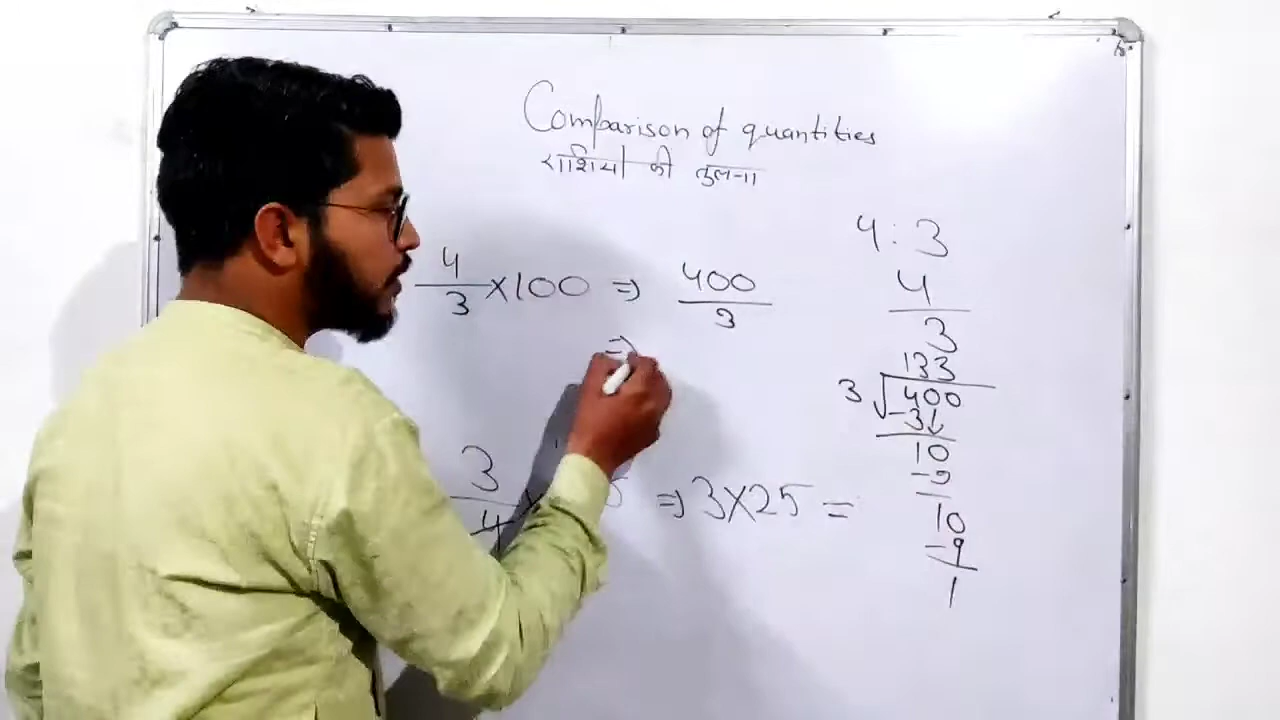 Comparison of quantities
राशियों की तुलना
4 : 3
4
3
4
3 × 100 ⇒ 400
3
⇒
133
3 √400
-3↓
10
-9
10
-9
1
3
4 × ⇒ 3 × 25 =